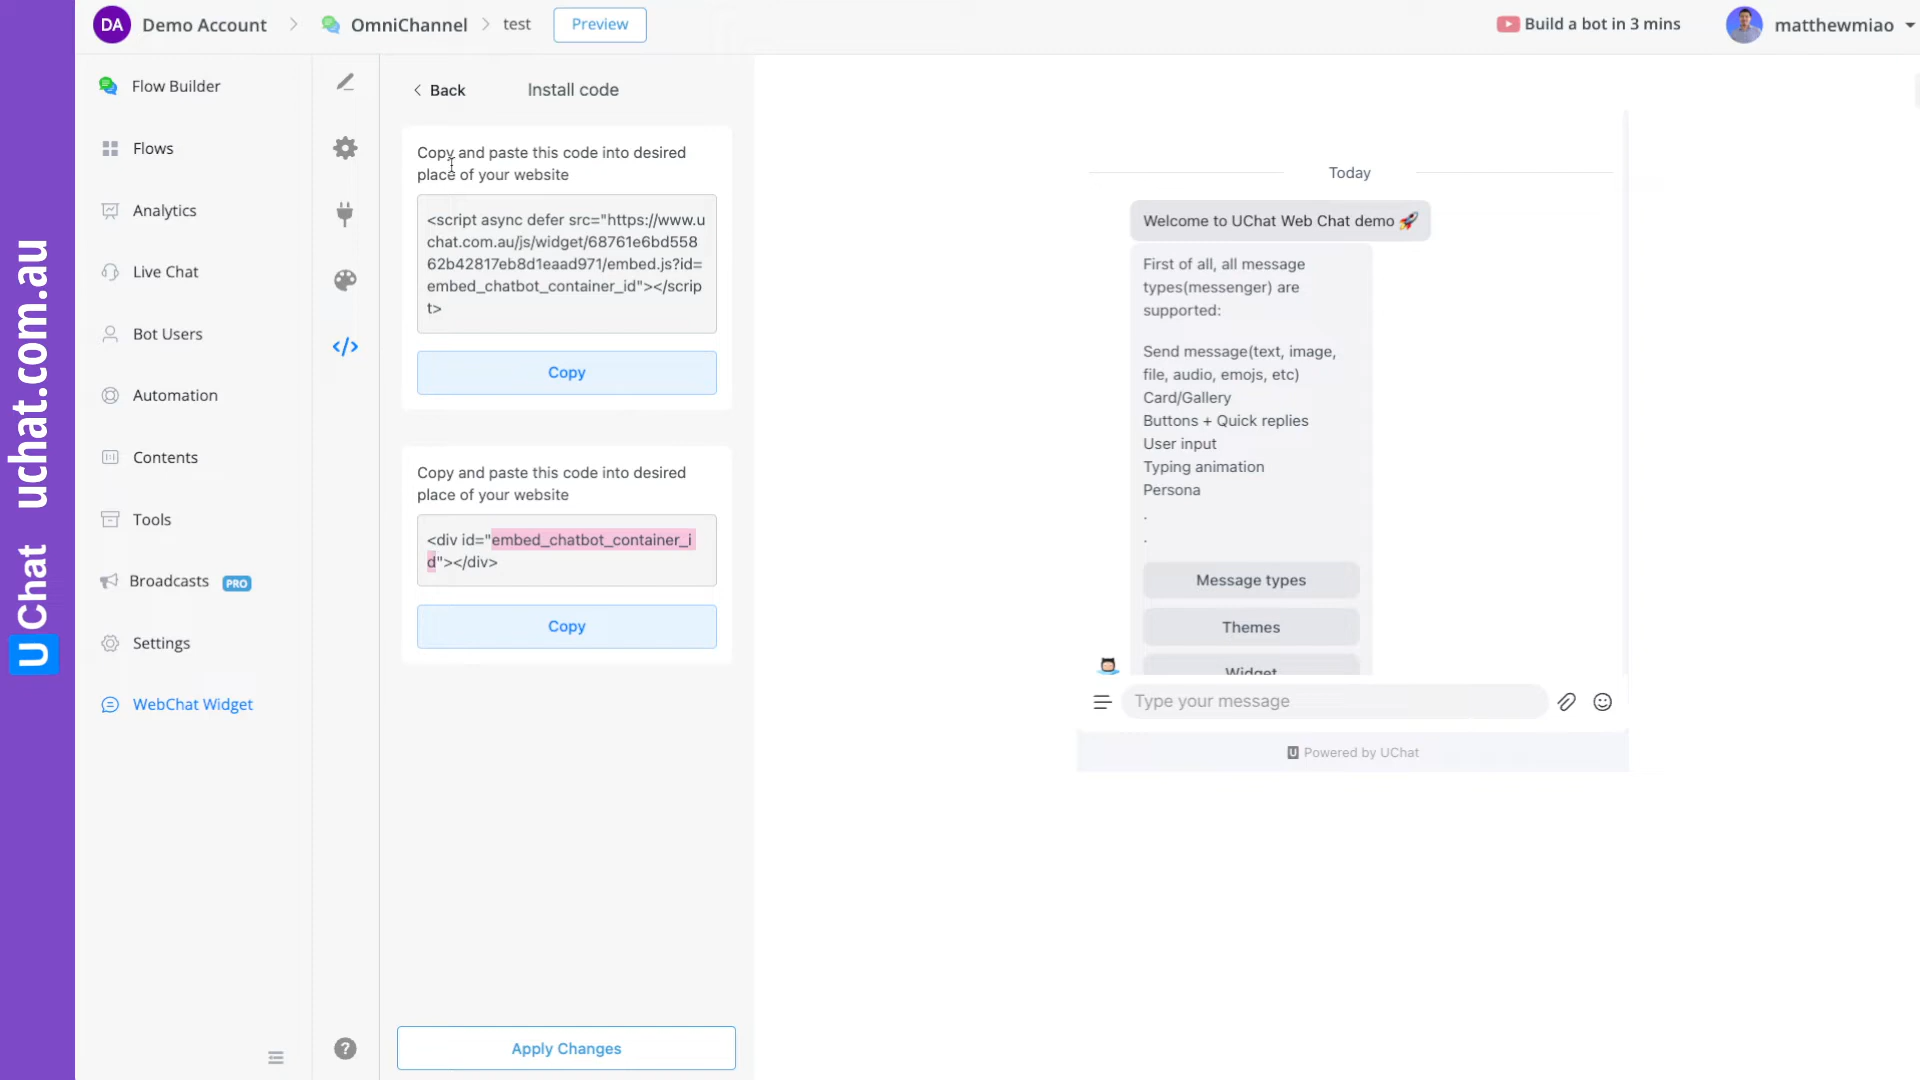 DA Demo Account > OmniChannel > test Preview
Build a bot in 3 mins
matthewmiao
UChat uchat.com.au
Flow Builder
Flows
Analytics
Live Chat
Bot Users
Automation
Contents
Tools
Broadcasts PRO
Settings
WebChat Widget
</>
?
< Back
Install code
Copy and paste this code into desired
place of your website
<script async defer src="https://www.u
chat.com.au/js/widget/68761e6bd558
62b42817eb8d1eaad971/embed.js?id=
embed_chatbot_container_id"></scrip
t>
Copy
Copy and paste this code into desired
place of your website
<div id="embed_chatbot_container_i
d"></div>
Copy
Apply Changes
Today
Welcome to UChat Web Chat demo 🚀
First of all, all message
types(messenger) are
supported:
Send message(text, image,
file, audio, emojs, etc)
Card/Gallery
Buttons + Quick replies
User input
Typing animation
Persona
.
.
Message types
Themes
Widget
Type your message
U Powered by UChat